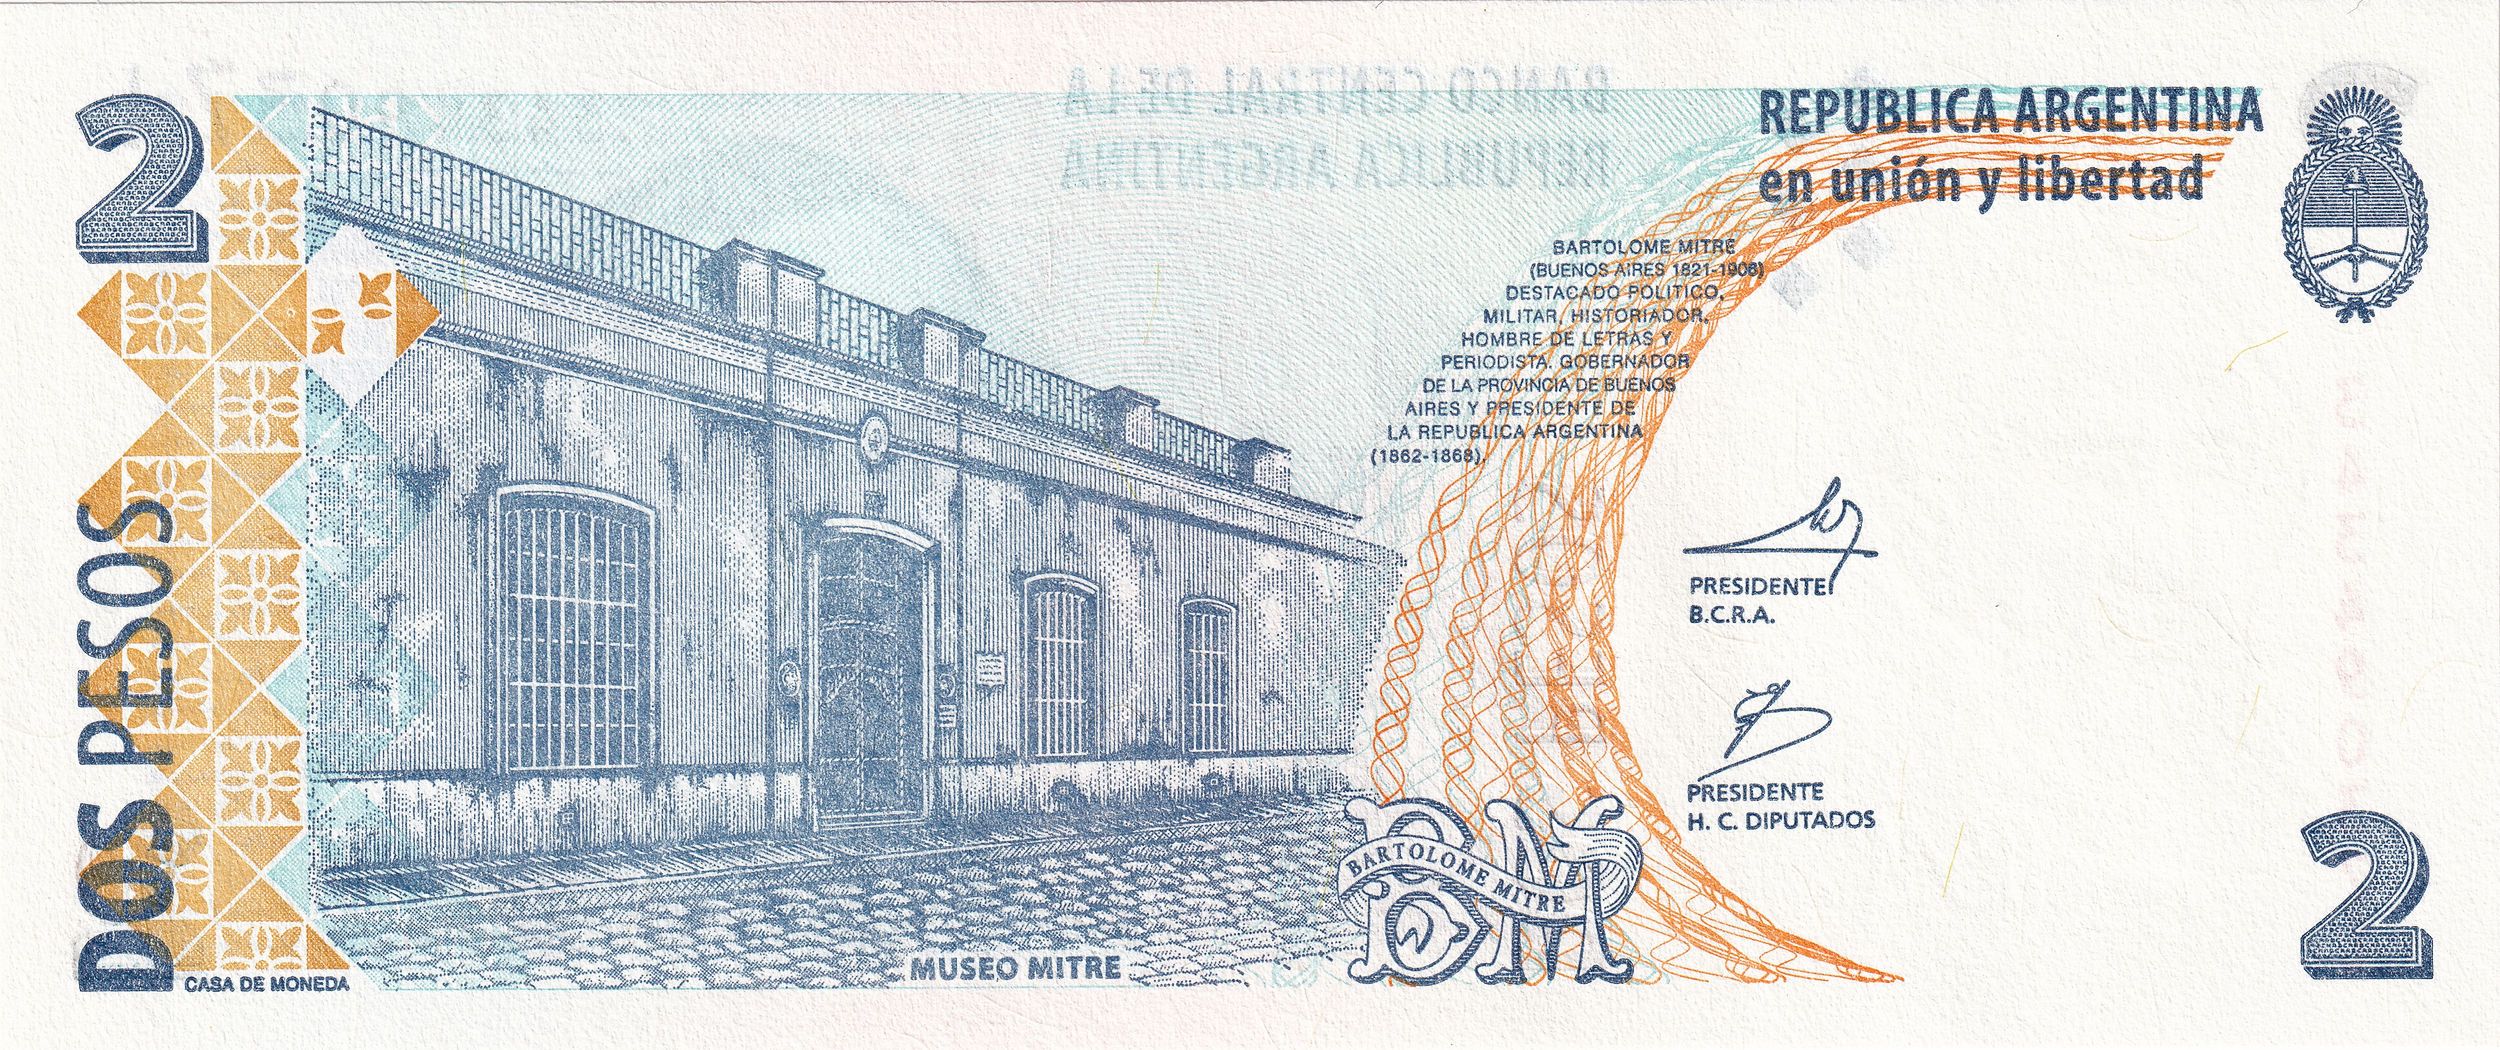 2
REPUBLICA ARGENTINA
en unión y libertad
BARTOLOME MITRE
(BUENOS AIRES 1821-1906)
DESTACADO POLITICO,
MILITAR, HISTORIADOR,
HOMBRE DE LETRAS Y
PERIODISTA. GOBERNADOR
DE LA PROVINCIA DE BUENOS
AIRES Y PRESIDENTE DE
LA REPUBLICA ARGENTINA
(1862-1868).
PRESIDENTE
B.C.R.A.
PRESIDENTE
H. C. DIPUTADOS
DOS PESOS
BM
BARTOLOME MITRE
MUSEO MITRE
CASA DE MONEDA
2